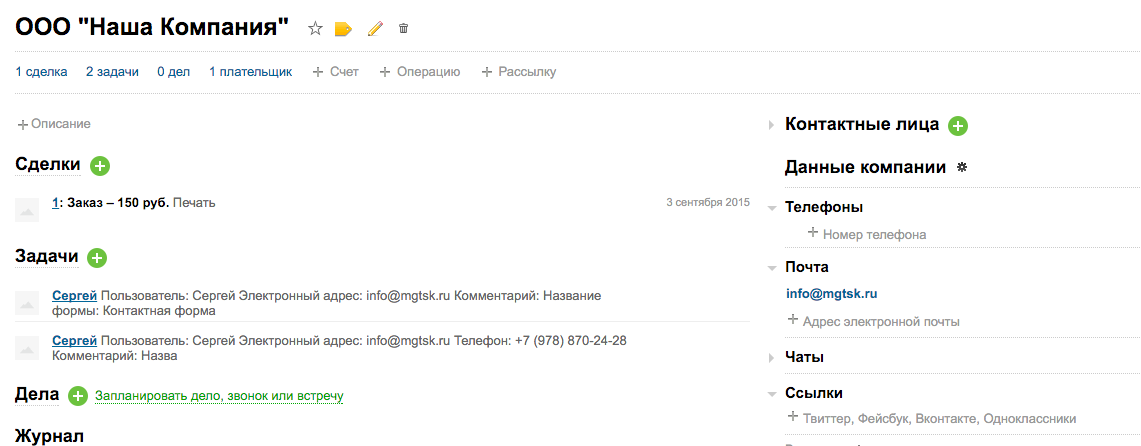 ООО "Наша Компания"
1 сделка 2 задачи 0 дел 1 плательщик + Счет + Операцию + Рассылку
+ Описание
Сделки +
1: Заказ – 150 руб. Печать 3 сентября 2015
Задачи +
Сергей Пользователь: Сергей Электронный адрес: info@mgtsk.ru Комментарий: Название
формы: Контактная форма
Сергей Пользователь: Сергей Электронный адрес: info@mgtsk.ru Телефон: +7 (978) 870-24-28
Комментарий: Назва
Дела + Запланировать дело, звонок или встречу
Журнал
Контактные лица +
Данные компании
Телефоны
+ Номер телефона
Почта
info@mgtsk.ru
+ Адрес электронной почты
Чаты
Ссылки
+ Твиттер, Фейсбук, Вконтакте, Одноклассники